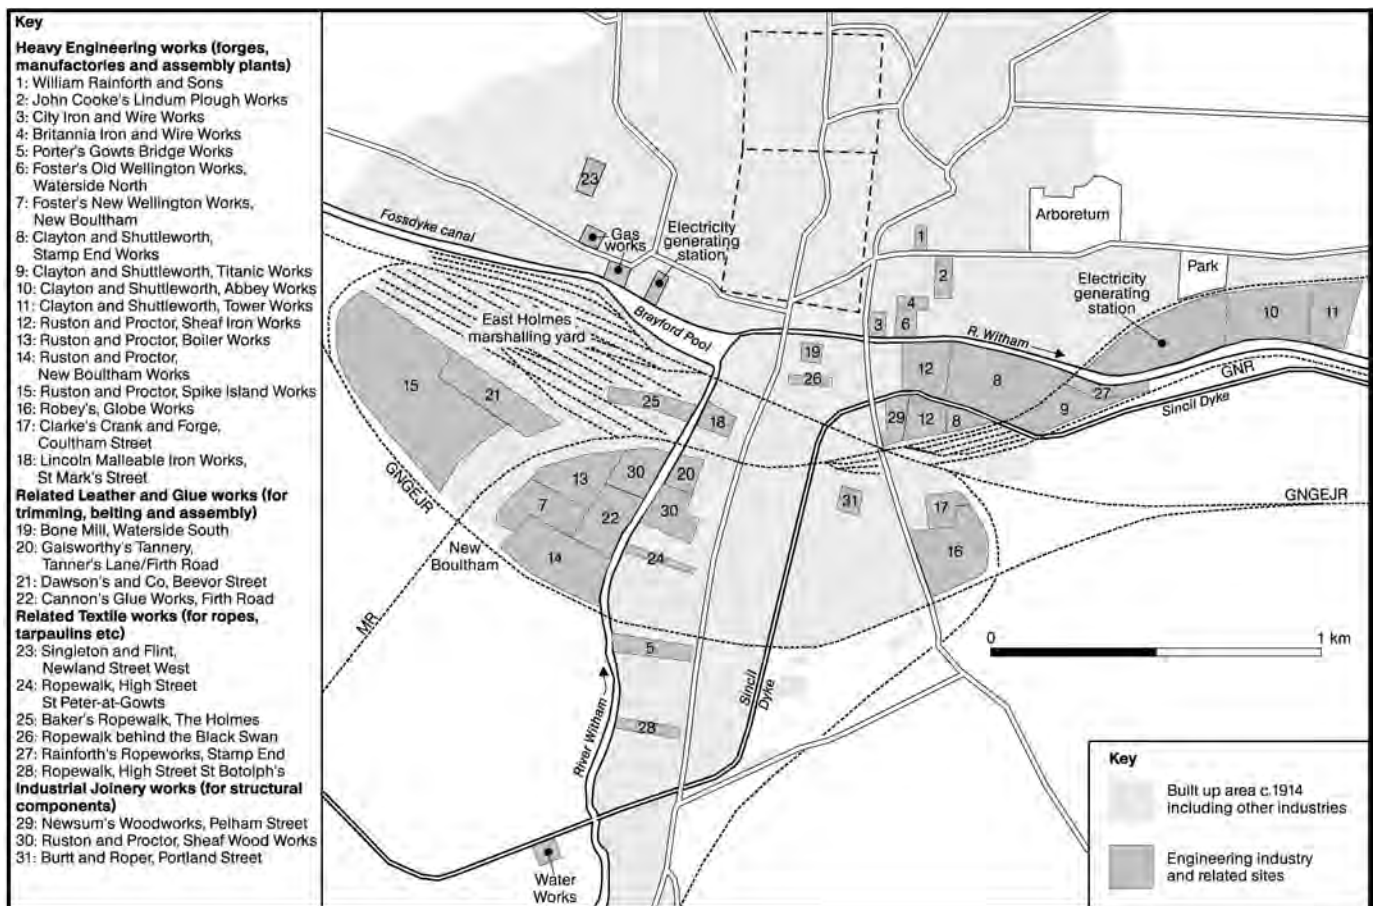 Key
Heavy Engineering works (forges,
manufactories and assembly plants)
1: William Rainforth and Sons
2: John Cooke's Lindum Plough Works
3: City Iron and Wire Works
4: Britannia Iron and Wire Works
5: Porter's Gowts Bridge Works
6: Foster's Old Wellington Works,
Waterside North
7: Foster's New Wellington Works,
New Boultham
8: Clayton and Shuttleworth,
Stamp End Works
9: Clayton and Shuttleworth, Titanic Works
10: Clayton and Shuttleworth, Abbey Works
11: Clayton and Shuttleworth, Tower Works
12: Ruston and Proctor, Sheaf Iron Works
13: Ruston and Proctor, Boiler Works
14: Ruston and Proctor,
New Boultham Works
15: Ruston and Proctor, Spike Island Works
16: Robey's, Globe Works
17: Clarke's Crank and Forge,
Coultham Street
18: Lincoln Malleable Iron Works,
St Mark's Street
Related Leather and Glue works (for
trimming, belting and assembly)
19: Bone Mill, Waterside South
20: Galsworthy's Tannery,
Tanner's Lane/Firth Road
21: Dawson's and Co, Beevor Street
22: Cannon's Glue Works, Firth Road
Related Textile works (for ropes,
tarpaulins etc)
23: Singleton and Flint,
Newland Street West
24: Ropewalk, High Street
St Peter-at-Gowts
25: Baker's Ropewalk, The Holmes
26: Ropewalk behind the Black Swan
27: Rainforth's Ropeworks, Stamp End
28: Ropewalk, High Street St Botolph's
Industrial Joinery works (for structural
components)
29: Newsum's Woodworks, Pelham Street
30: Ruston and Proctor, Sheaf Wood Works
31: Burtt and Roper, Portland Street
23
Fossdyke canal
Gas
works
Electricity
generating
station
Arboretum
1
2
Park
Electricity
generating
station
4
3
6
10
11
East Holmes
marshalling yard
Brayford Pool
R. Witham
19
26
12
8
27
GNR
9
Sincil Dyke
15
21
25
18
29
12
8
GNGEJR
13
30
20
7
22
30
31
17
16
GNGEJR
New
Boultham
14
24
MR
5
0
1 km
Sincil
Dyke
River Witham
28
Water
Works
Key
Built up area c.1914
including other industries
Engineering industry
and related sites